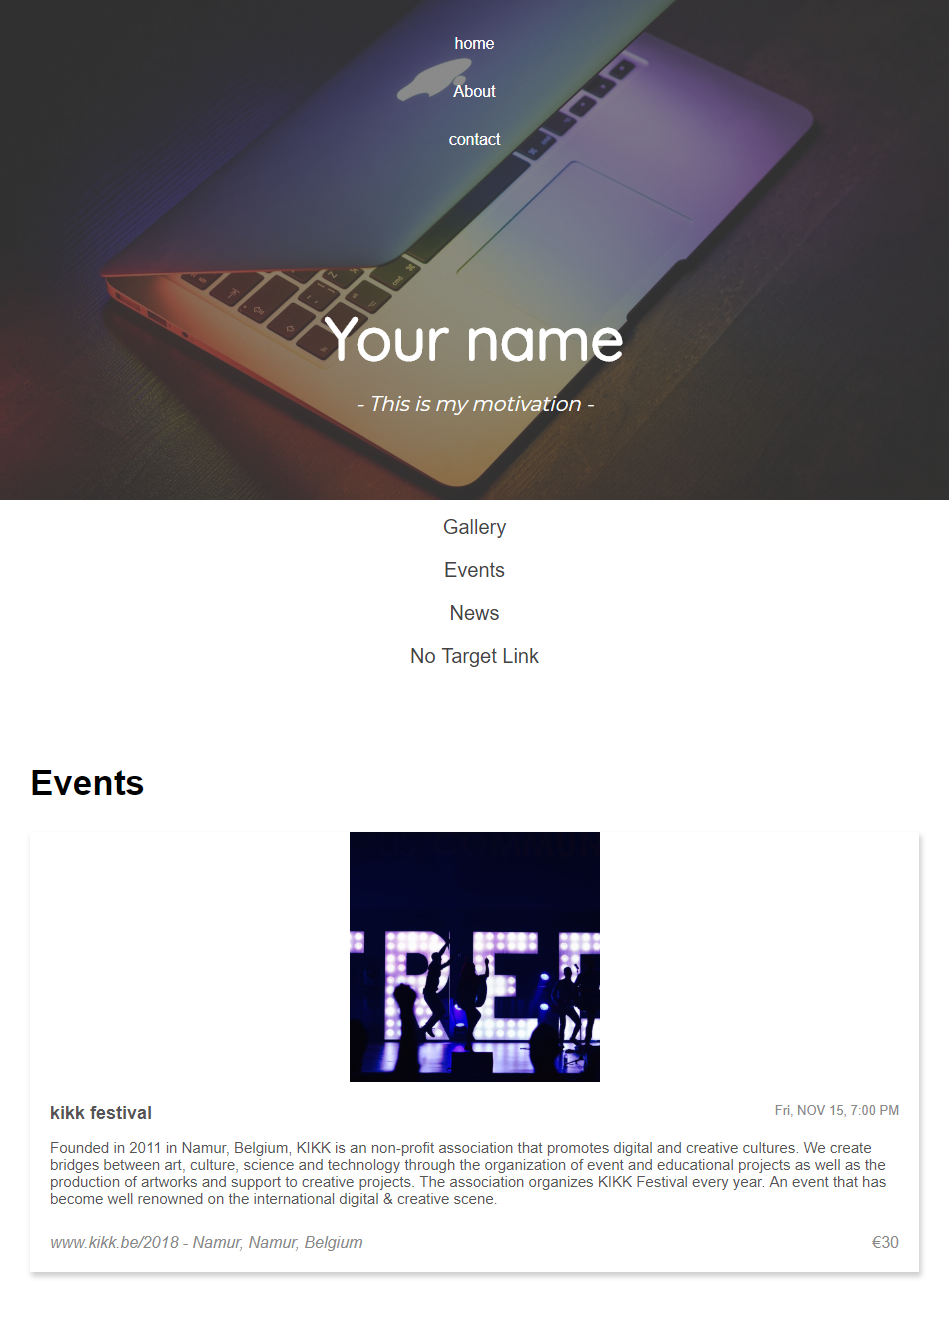 home
About
contact
Your name
- This is my motivation -
Gallery
Events
News
No Target Link
Events
kikk festival
Fri, NOV 15, 7:00 PM
Founded in 2011 in Namur, Belgium, KIKK is an non-profit association that promotes digital and creative cultures. We create
bridges between art, culture, science and technology through the organization of event and educational projects as well as the
production of artworks and support to creative projects. The association organizes KIKK Festival every year. An event that has
become well renowned on the international digital & creative scene.
www.kikk.be/2018 - Namur, Namur, Belgium
€30